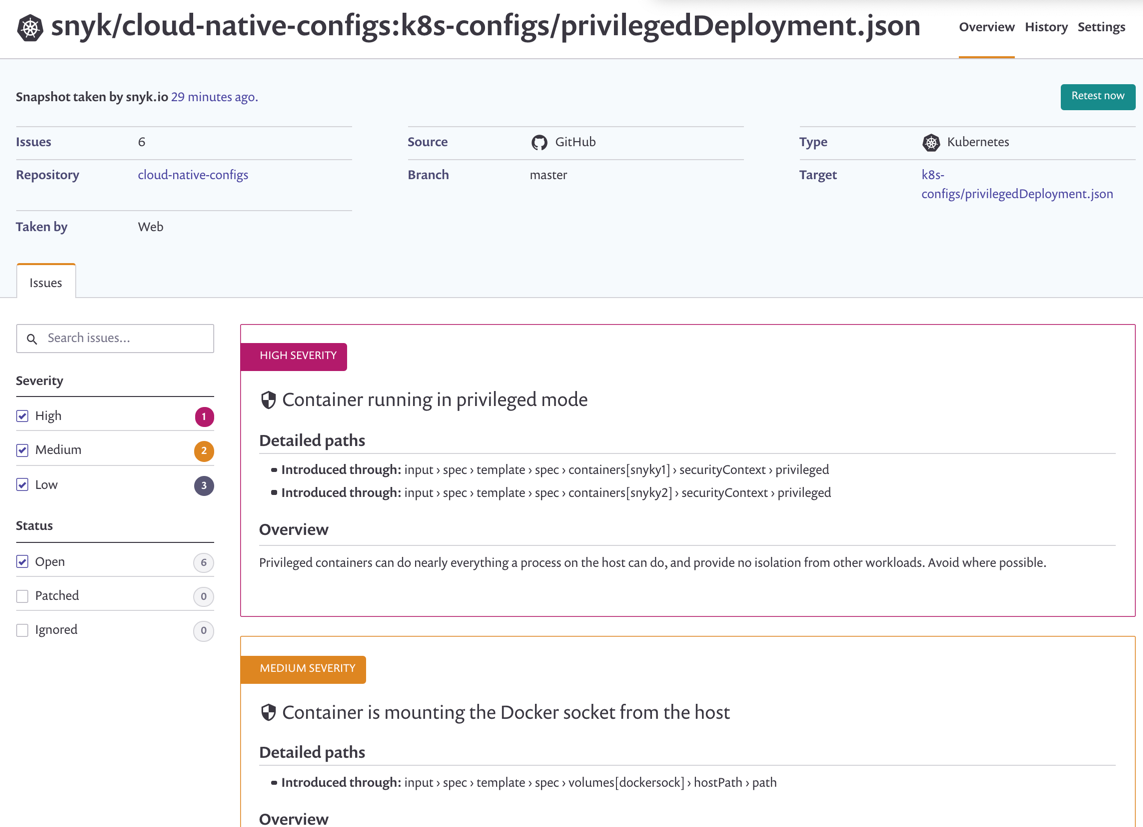 snyk/cloud-native-configs:k8s-configs/privilegedDeployment.json
Overview History Settings
Snapshot taken by snyk.io 29 minutes ago.
Retest now
Issues 6
Source GitHub
Type Kubernetes
Repository cloud-native-configs
Branch master
Target k8s-
configs/privilegedDeployment.json
Taken by Web
Issues
Search issues...
Severity
High 1
Medium 2
Low 3
Status
Open 6
Patched 0
Ignored 0
HIGH SEVERITY
Container running in privileged mode
Detailed paths
Introduced through: input › spec › template › spec › containers[snyky1] › securityContext › privileged
Introduced through: input › spec › template › spec › containers[snyky2] › securityContext › privileged
Overview
Privileged containers can do nearly everything a process on the host can do, and provide no isolation from other workloads. Avoid where possible.
MEDIUM SEVERITY
Container is mounting the Docker socket from the host
Detailed paths
Introduced through: input › spec › template › spec › volumes[dockersock] › hostPath › path
Overview